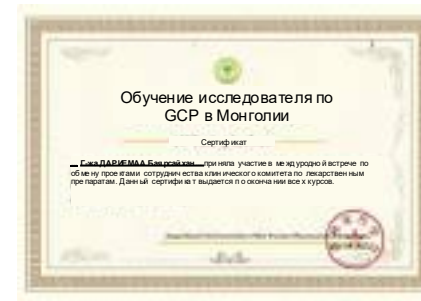 Обучение исследователя по
GCP в Монголии
Сертификат
Г-жа ДАРИЕМАА Баярсайхан приняла участие в международной встрече по
обмену проектами сотрудничества клинического комитета по лекарственным
препаратам. Данный сертификат выдается по окончании всех курсов.